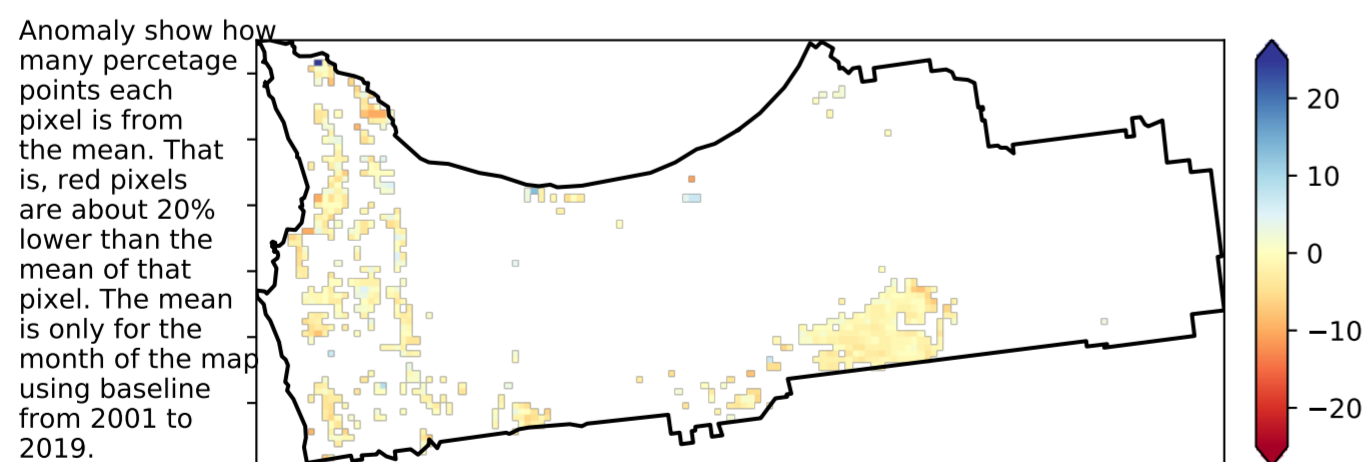 Anomaly show how
many percetage
points each
pixel is from
the mean. That
is, red pixels
are about 20%
lower than the
mean of that
pixel. The mean
is only for the
month of the map
using baseline
from 2001 to
2019.
20
10
0
−10
−20